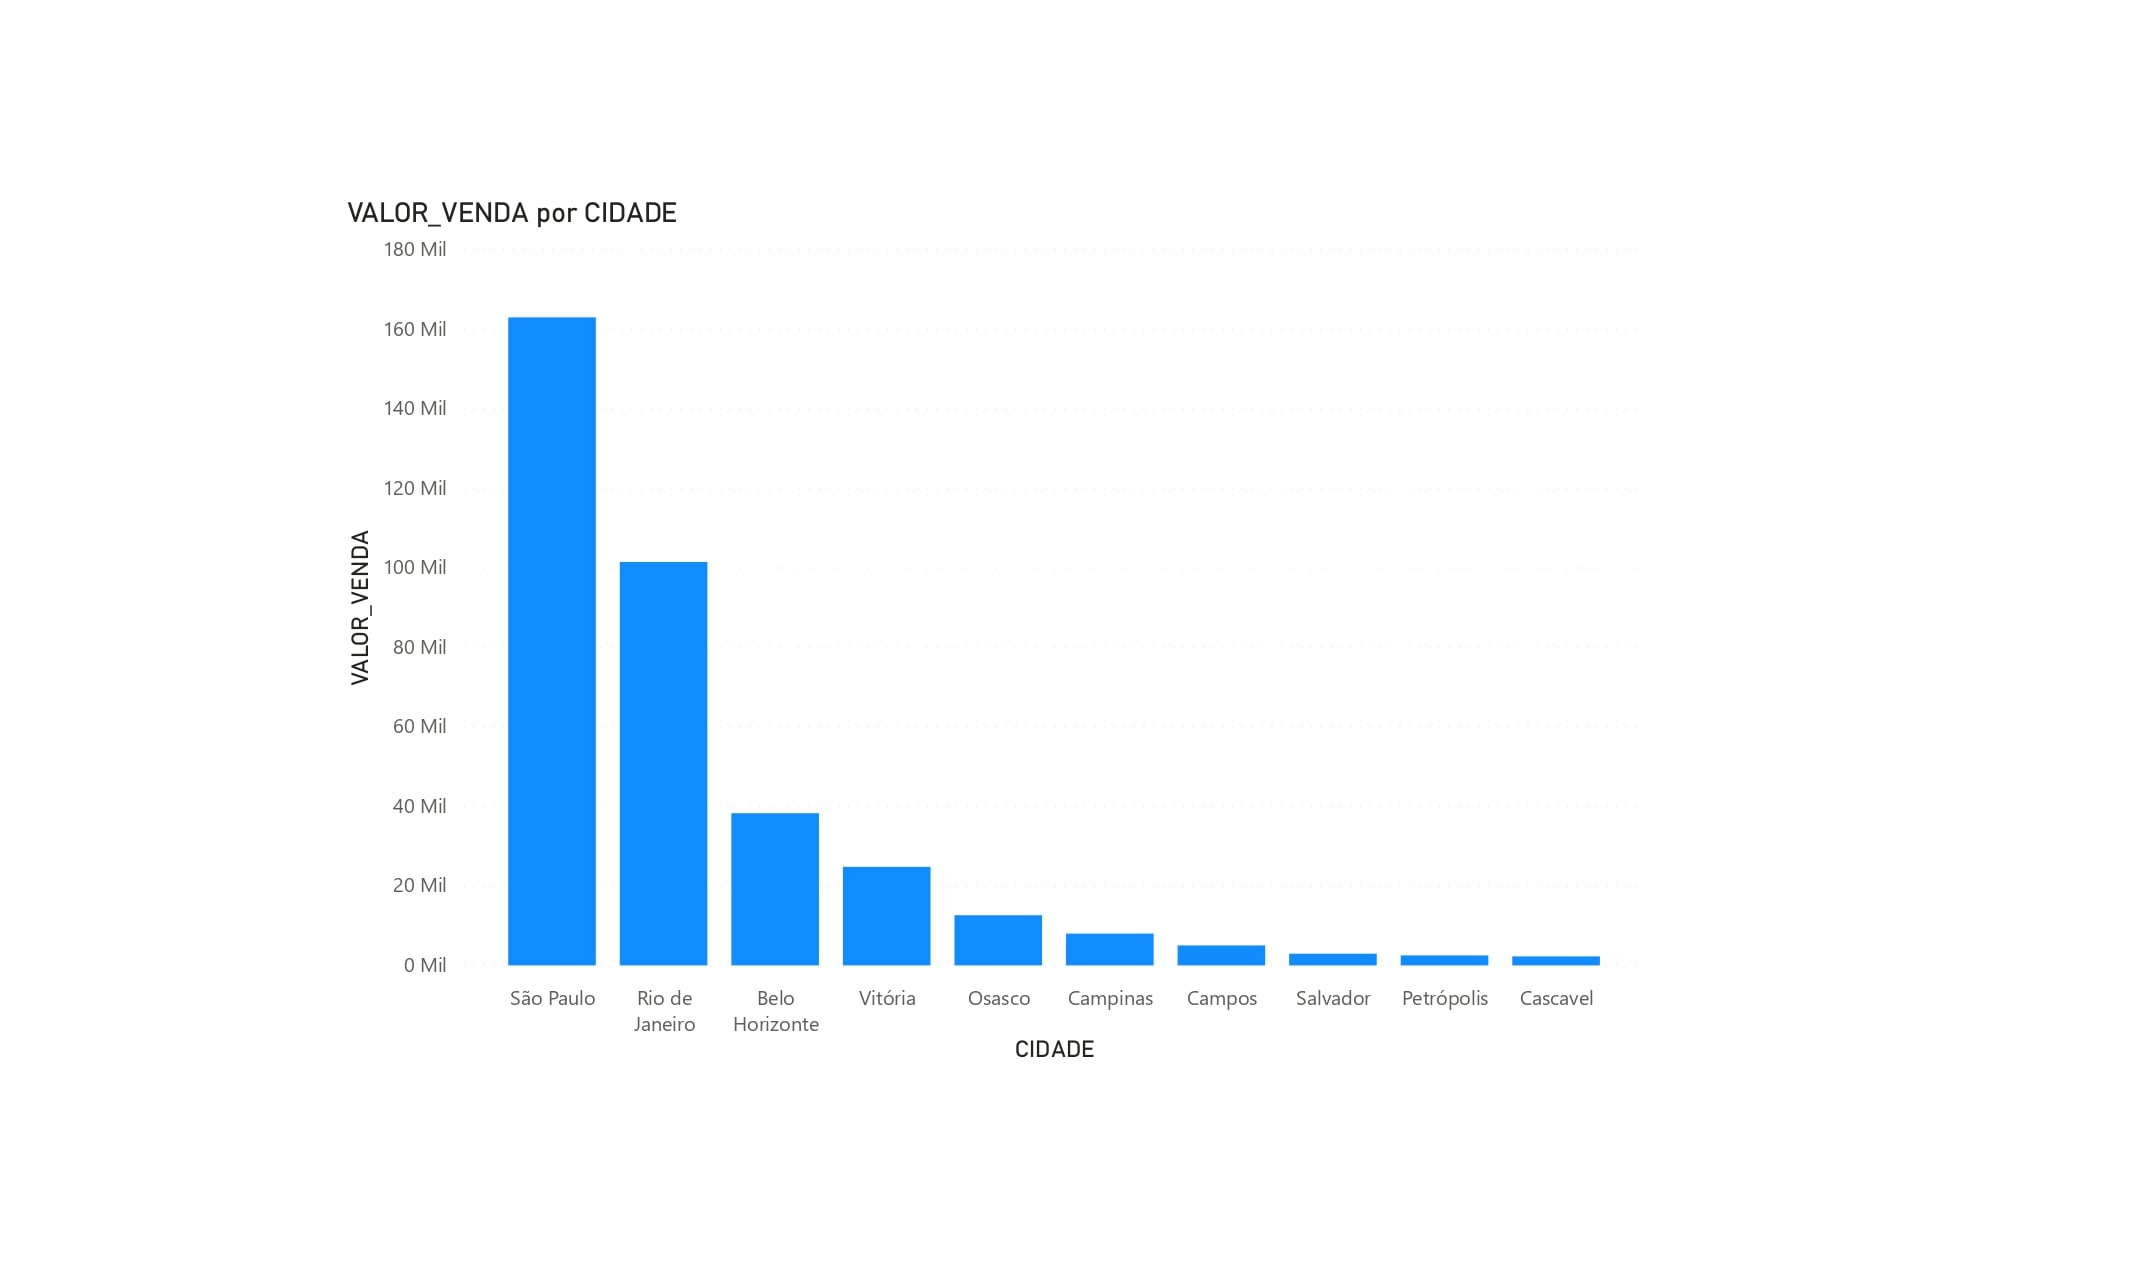 VALOR_VENDA por CIDADE
180 Mil
160 Mil
140 Mil
120 Mil
100 Mil
80 Mil
60 Mil
40 Mil
20 Mil
0 Mil
VALOR_VENDA
São Paulo
Rio de
Janeiro
Belo
Horizonte
Vitória
Osasco
Campinas
Campos
Salvador
Petrópolis
Cascavel
CIDADE